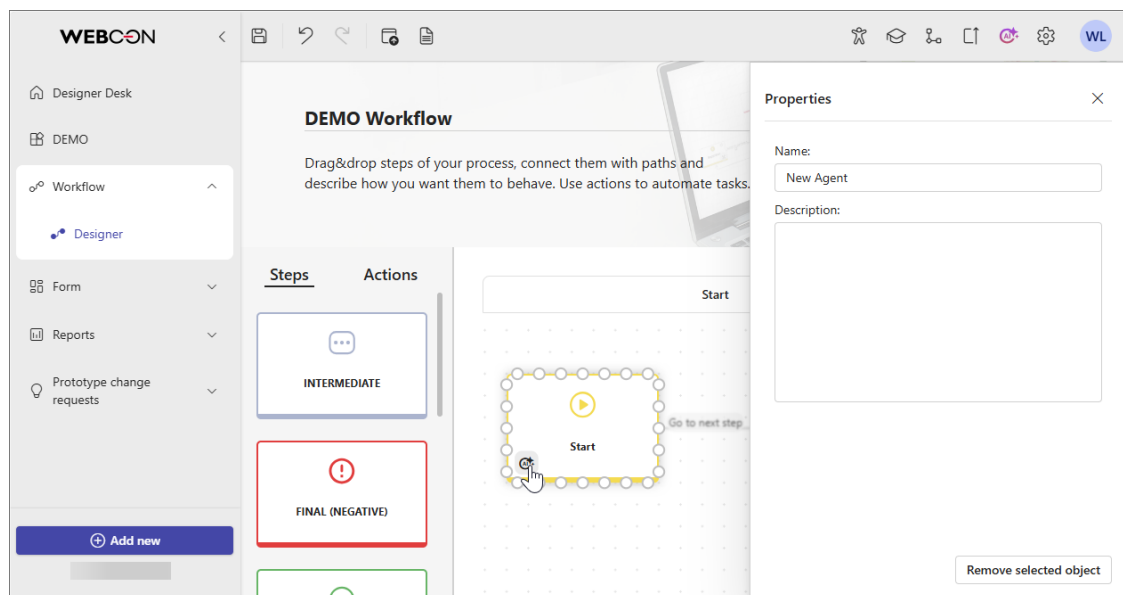 WEBCON
WL
Designer Desk
DEMO
Workflow
Designer
Form
Reports
Prototype change
requests
Add new
DEMO Workflow
Drag&drop steps of your process, connect them with paths and
describe how you want them to behave. Use actions to automate tasks.
Steps
Actions
INTERMEDIATE
FINAL (NEGATIVE)
Start
Start
AI
Go to next step
Properties
Name:
New Agent
Description:
Remove selected object
AI